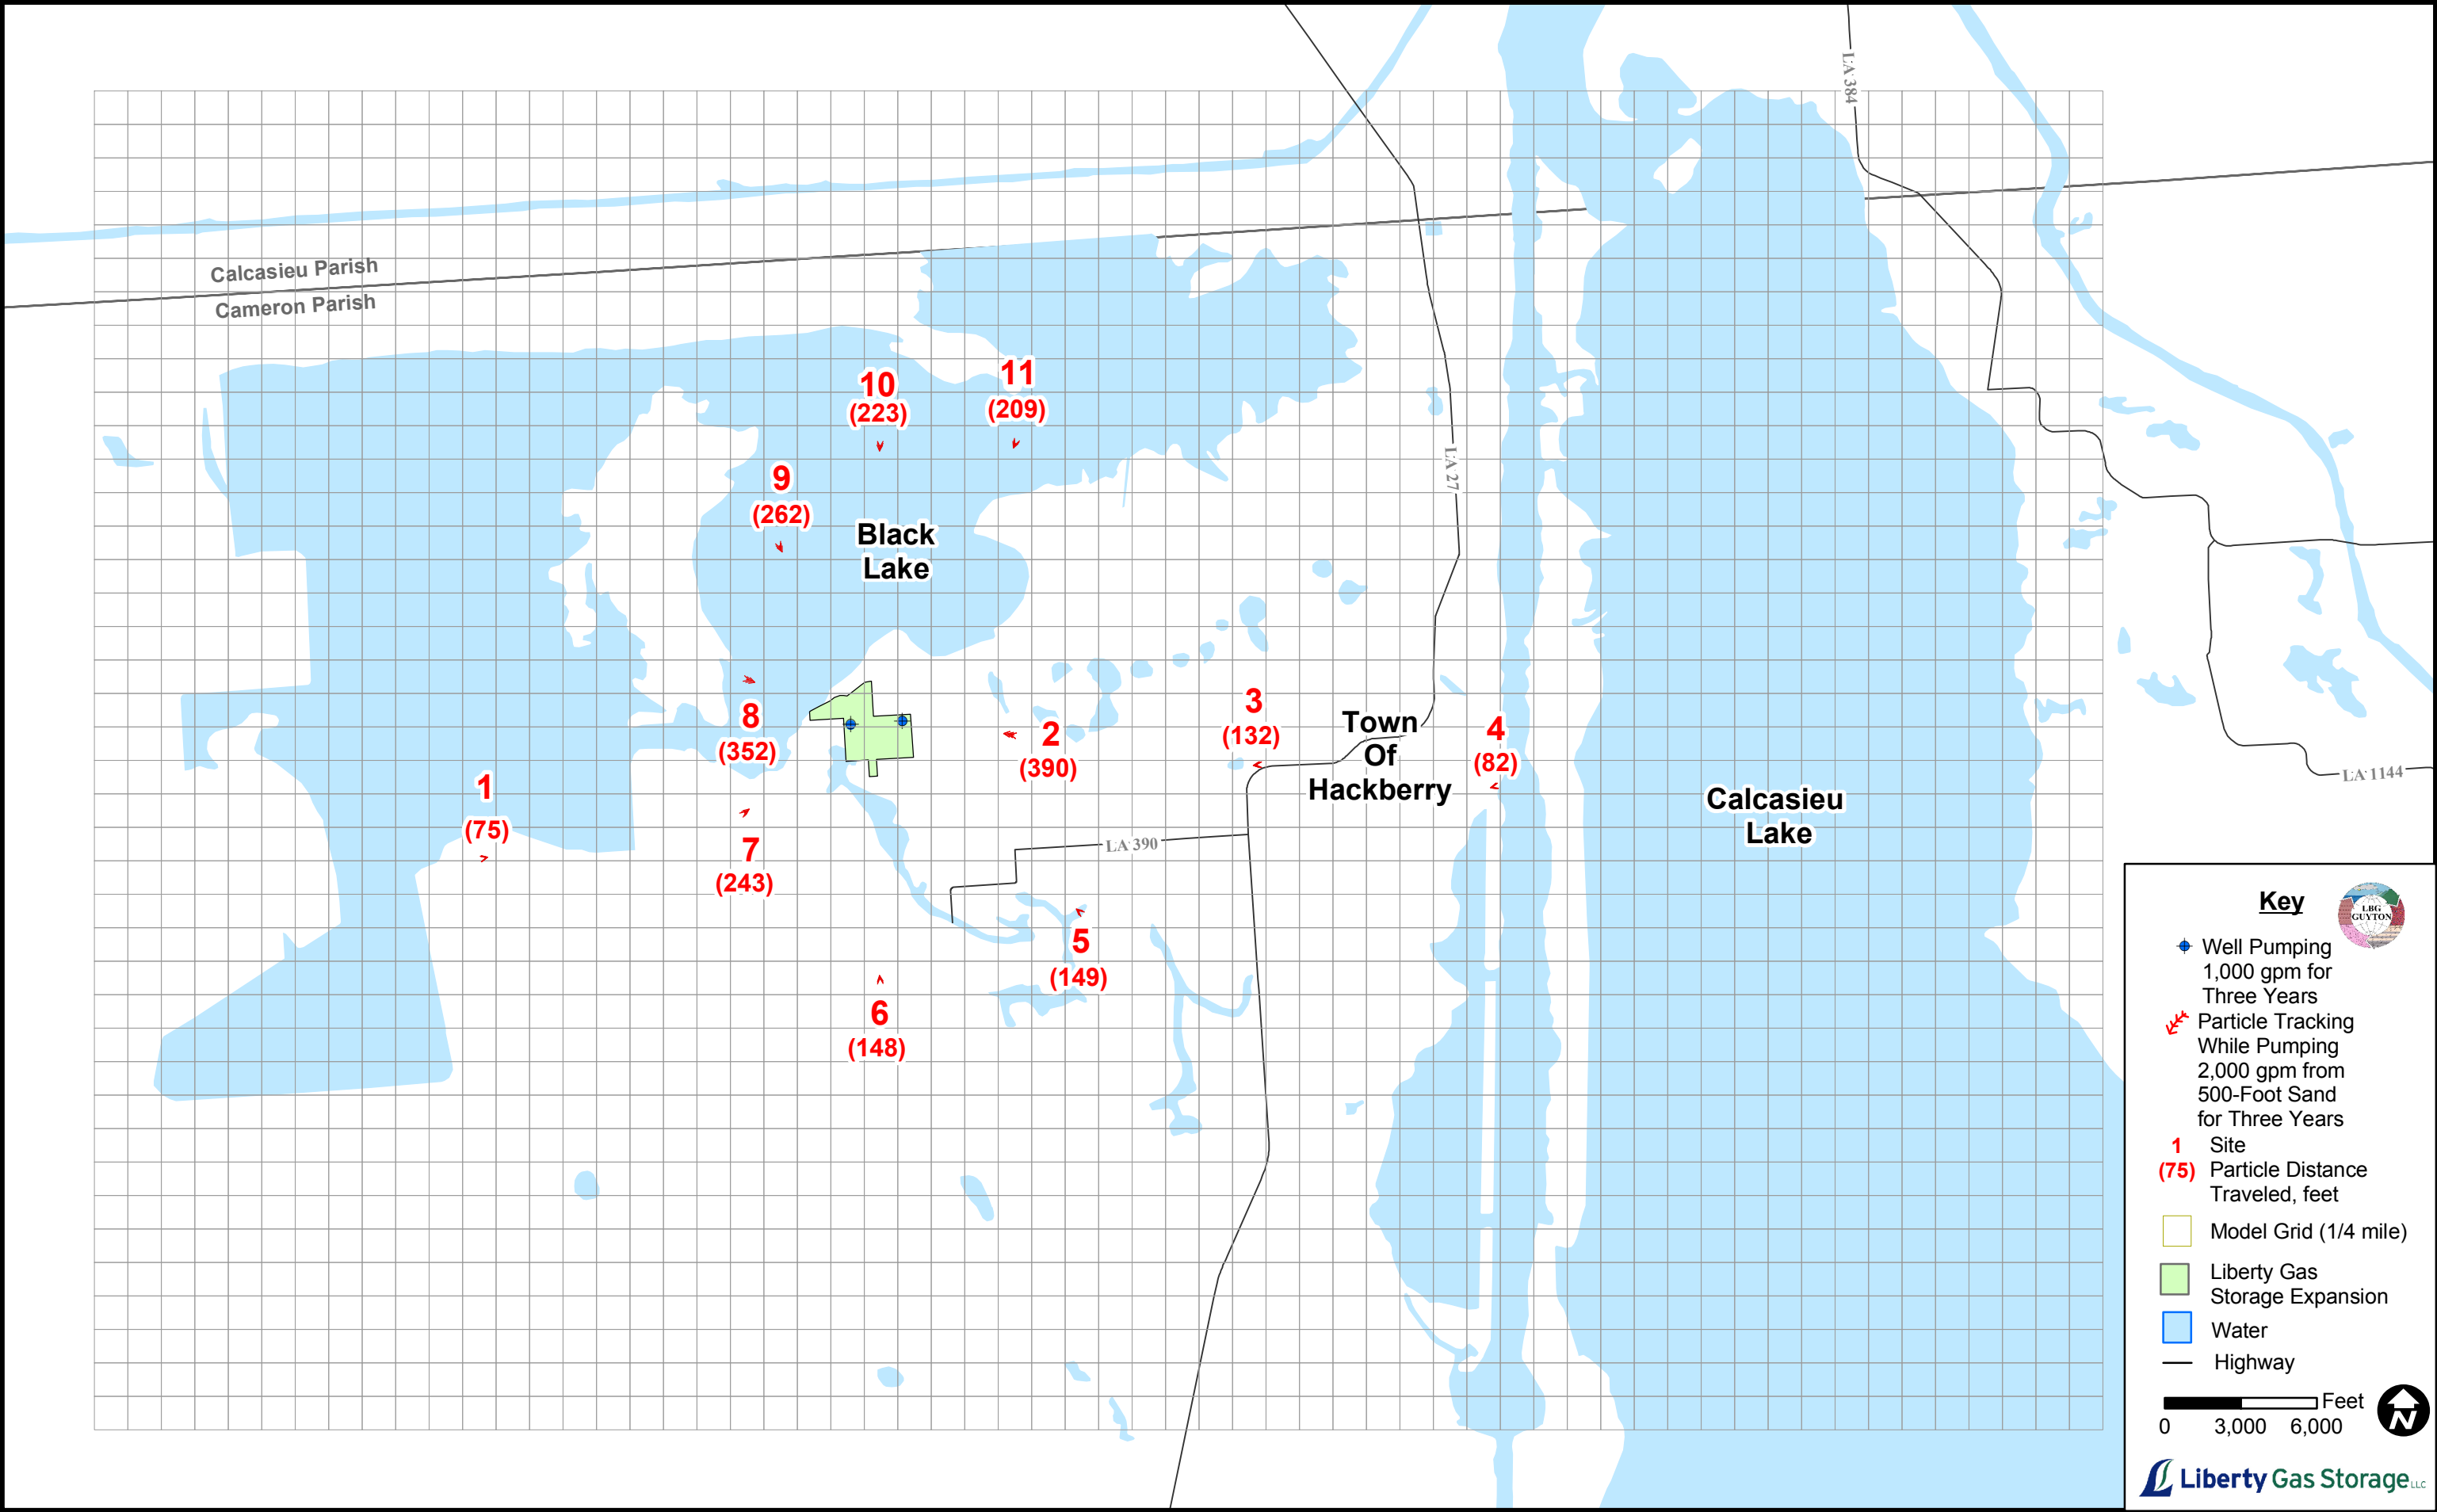 LA 384
Calcasieu Parish
Cameron Parish
10
(223)
11
(209)
LA 27
9
(262)
Black
Lake
8
(352)
2
(390)
3
(132)
Town
Of
Hackberry
4
(82)
1
(75)
Calcasieu
Lake
LA 1144
7
(243)
LA 390
5
(149)
6
(148)
Key
LBG
GUYTON
Well Pumping
1,000 gpm for
Three Years
Particle Tracking
While Pumping
2,000 gpm from
500-Foot Sand
for Three Years
1 Site
(75) Particle Distance
Traveled, feet
Model Grid (1/4 mile)
Liberty Gas
Storage Expansion
Water
Highway
Feet
0 3,000 6,000
N
Liberty Gas Storage LLC